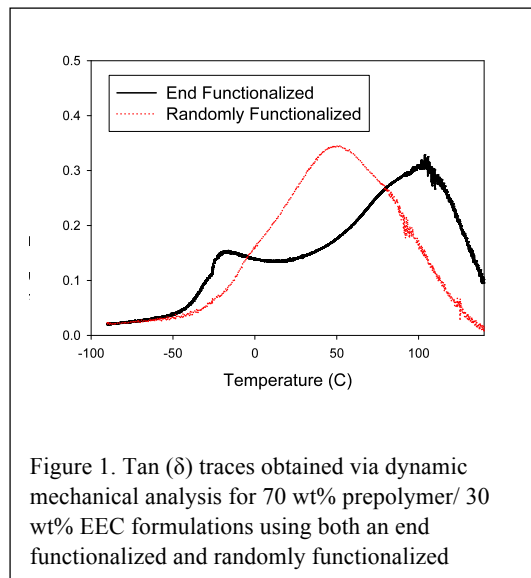 0.5
End Functionalized
Randomly Functionalized
0.4
0.3
0.2
0.1
0.0
-100 -50 0 50 100
Temperature (C)
Figure 1. Tan (δ) traces obtained via dynamic
mechanical analysis for 70 wt% prepolymer/ 30
wt% EEC formulations using both an end
functionalized and randomly functionalized